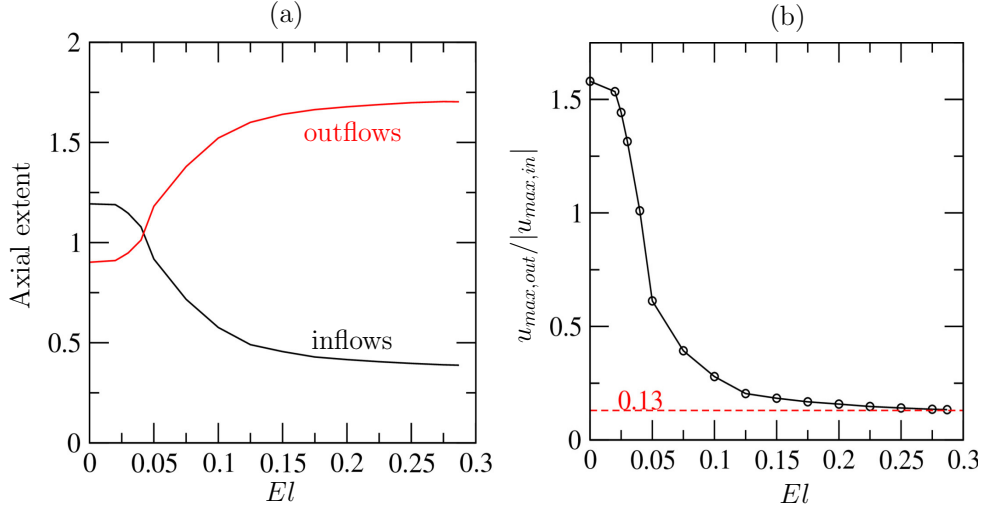 (a)
2
1.5
1
0.5
0
0 0.05 0.1 0.15 0.2 0.25 0.3
Axial extent
El
outflows
inflows
(b)
1.5
1
0.5
0
0 0.05 0.1 0.15 0.2 0.25 0.3
u_{max,out}/|u_{max,in}|
El
0.13